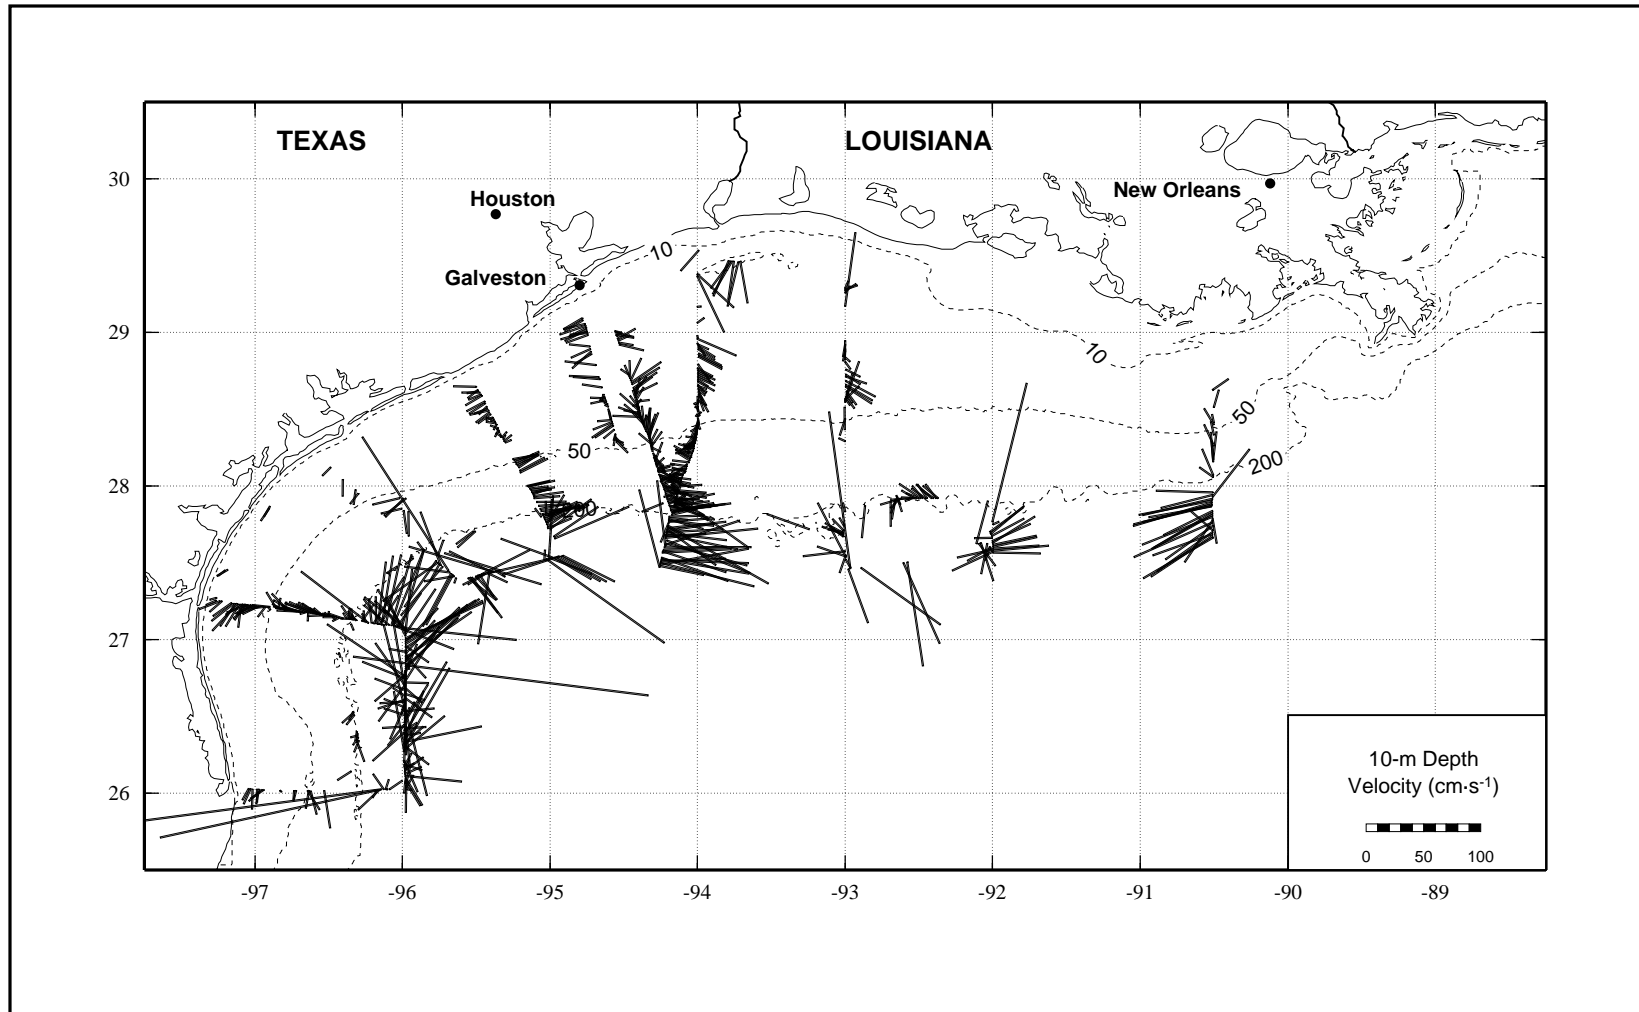 TEXAS
LOUISIANA
30
Houston
New Orleans
10
Galveston
29
10
50
50
200
28
200
27
26
10-m Depth
Velocity (cm·s-1)
0 50 100
-97 -96 -95 -94 -93 -92 -91 -90 -89